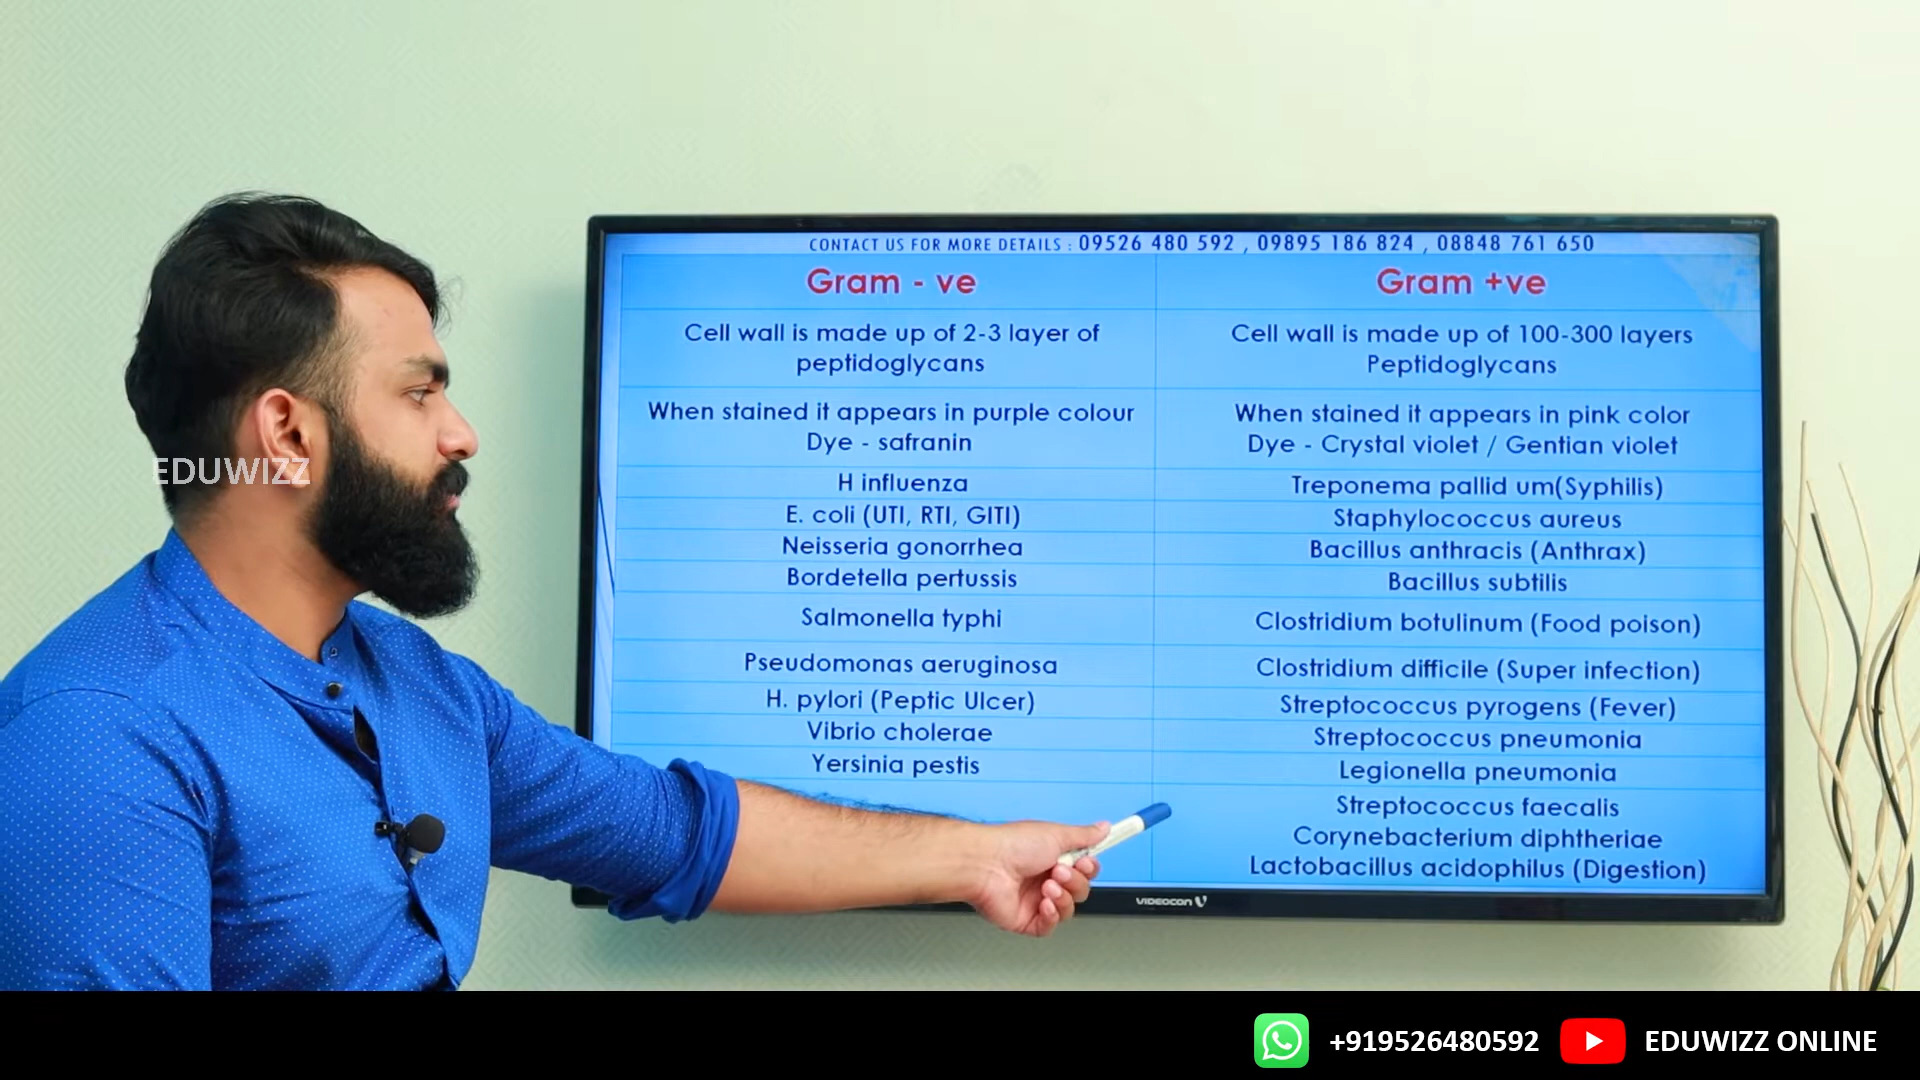 CONTACT US FOR MORE DETAILS : 09526 480 592 , 09895 186 824 , 08848 761 650
Gram - ve
Gram +ve
Cell wall is made up of 2-3 layer of
peptidoglycans
Cell wall is made up of 100-300 layers
Peptidoglycans
When stained it appears in purple colour
Dye - safranin
When stained it appears in pink color
Dye - Crystal violet / Gentian violet
H influenza
Treponema pallid um(Syphilis)
E. coli (UTI, RTI, GITI)
Staphylococcus aureus
Neisseria gonorrhea
Bacillus anthracis (Anthrax)
Bordetella pertussis
Bacillus subtilis
Salmonella typhi
Clostridium botulinum (Food poison)
Pseudomonas aeruginosa
Clostridium difficile (Super infection)
H. pylori (Peptic Ulcer)
Streptococcus pyrogens (Fever)
Vibrio cholerae
Streptococcus pneumonia
Yersinia pestis
Legionella pneumonia
Streptococcus faecalis
Corynebacterium diphtheriae
Lactobacillus acidophilus (Digestion)
VIDEOCON
EDUWIZZ
+919526480592
EDUWIZZ ONLINE